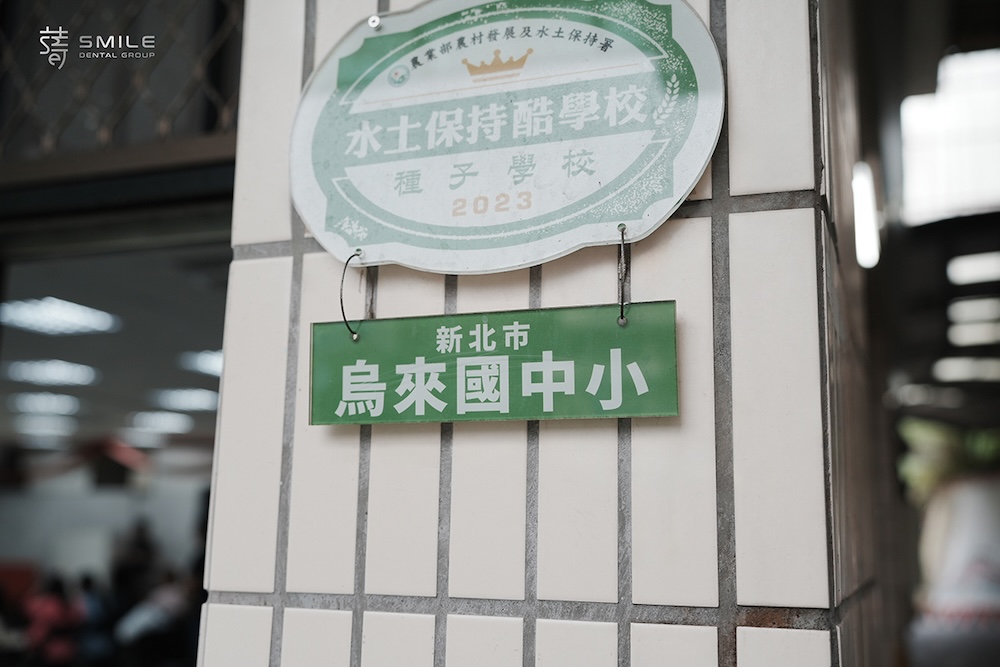 SMILE
DENTAL GROUP
農業部農村發展及水土保持署
水土保持酷學校
種子學校
2023
新北市
烏來國中小